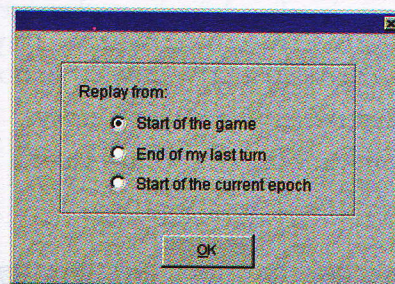 Replay from:
Start of the game
End of my last turn
Start of the current epoch
OK